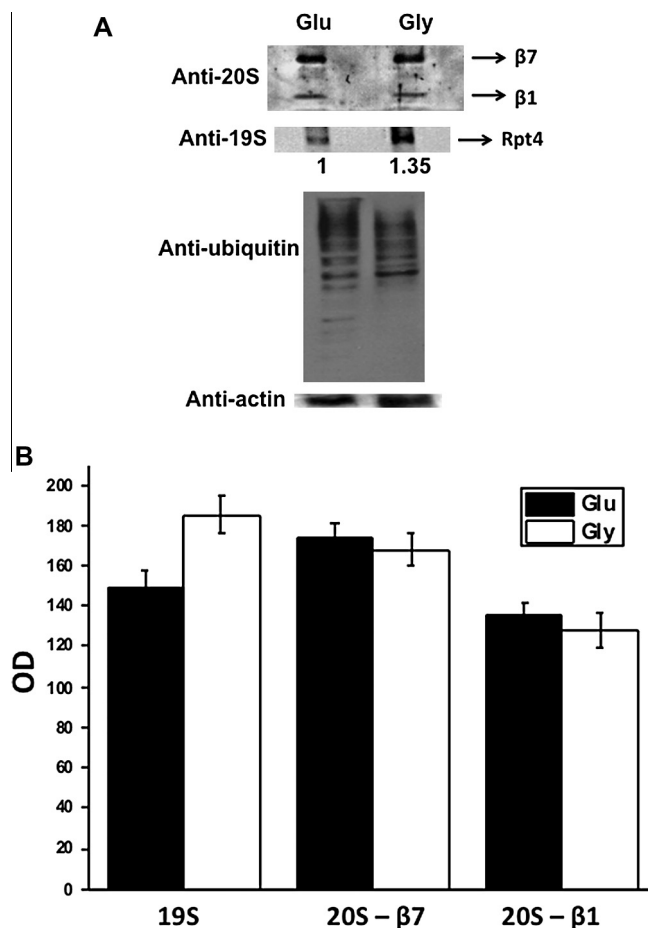 A
Glu Gly
Anti-20S
β7
β1
Anti-19S
Rpt4
1 1.35
Anti-ubiquitin
Anti-actin
B
200
180
160
140
120
100
80
60
40
20
0
OD
Glu
Gly
19S 20S – β7 20S – β1